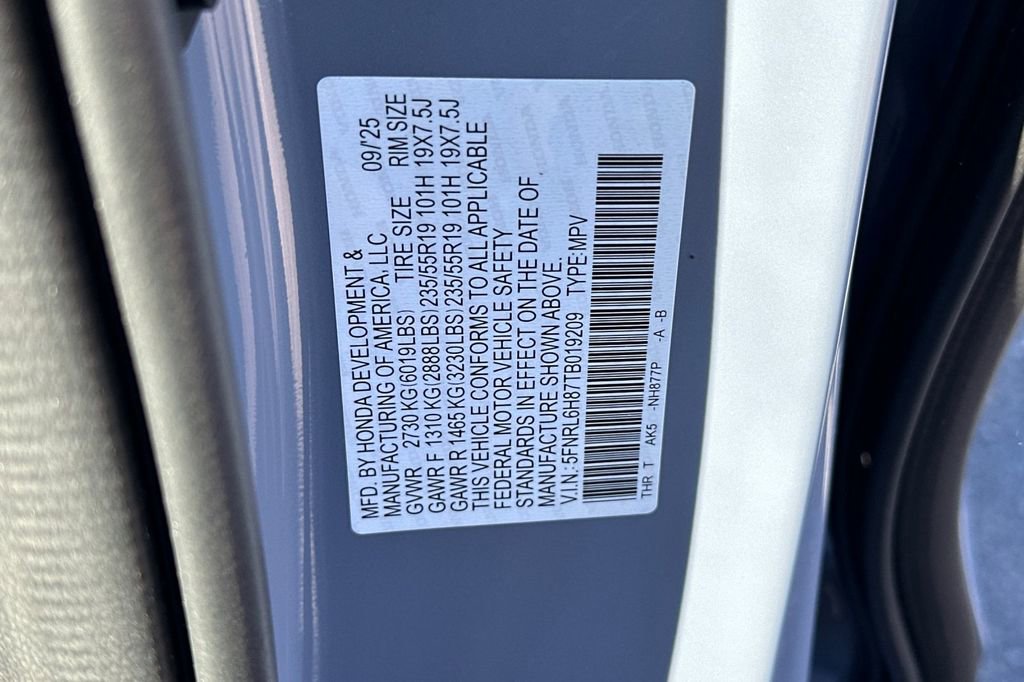 MFD. BY HONDA DEVELOPMENT &
MANUFACTURING OF AMERICA, LLC 09/25
GVWR 2730 KG(6019LBS) TIRE SIZE RIM SIZE
GAWR F 1310 KG(2888LBS)235/55R19 101H 19X7.5J
GAWR R 1465 KG(3230LBS)235/55R19 101H 19X7.5J
THIS VEHICLE CONFORMS TO ALL APPLICABLE
FEDERAL MOTOR VEHICLE SAFETY
STANDARDS IN EFFECT ON THE DATE OF
MANUFACTURE SHOWN ABOVE.
V.I.N.:5FNRL6H87TB019209 TYPE:MPV
THR T AK5 -NH877P -A -B